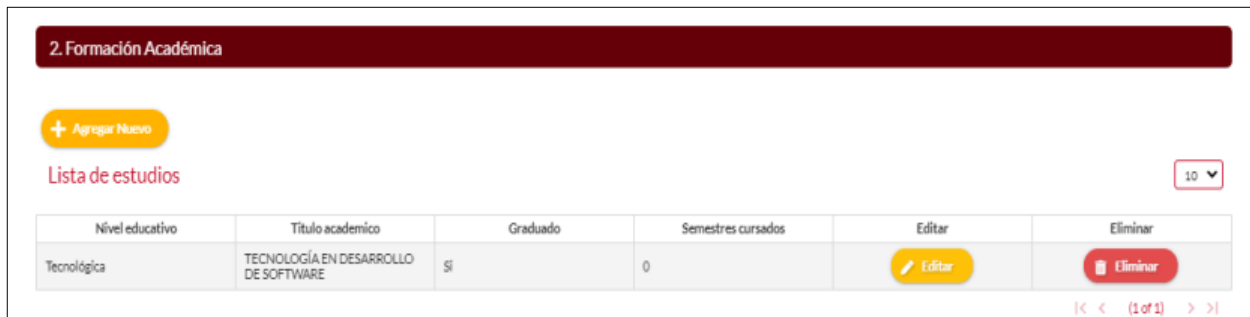 2. Formación Académica
Agregar Nuevo
Lista de estudios
10
Nivel educativo Titulo academico Graduado Semestres cursados Editar Eliminar
Tecnológica TECNOLOGÍA EN DESARROLLO DE SOFTWARE Sí 0 Editar Eliminar
(1 of 1)